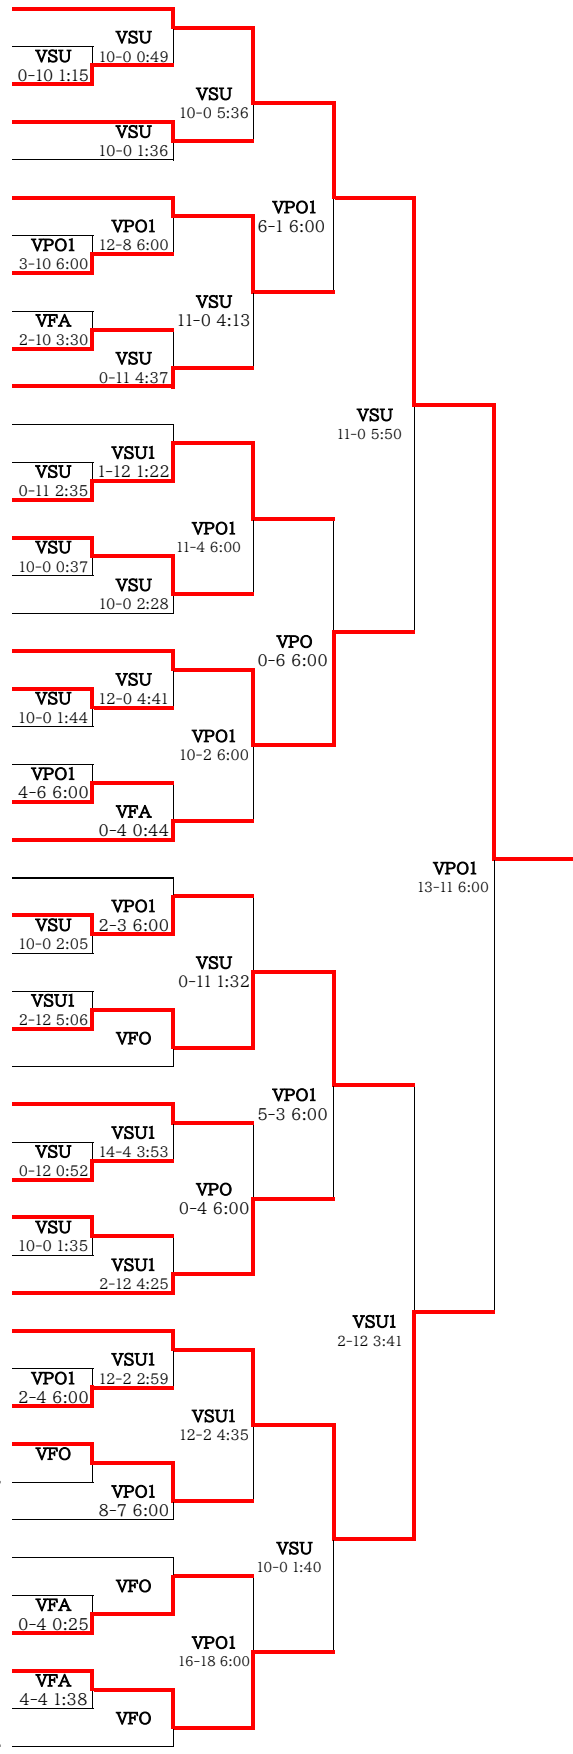 VSU
10-0 0:49
VSU
0-10 1:15
VSU
10-0 5:36
VSU
10-0 1:36
VPO1
6-1 6:00
VPO1
12-8 6:00
VPO1
3-10 6:00
VSU
11-0 4:13
VFA
2-10 3:30
VSU
0-11 4:37
VSU
11-0 5:50
VSU1
1-12 1:22
VSU
0-11 2:35
VPO1
11-4 6:00
VSU
10-0 0:37
VSU
10-0 2:28
VPO
0-6 6:00
VSU
12-0 4:41
VSU
10-0 1:44
VPO1
10-2 6:00
VPO1
4-6 6:00
VFA
0-4 0:44
VPO1
13-11 6:00
VPO1
2-3 6:00
VSU
10-0 2:05
VSU
0-11 1:32
VSU1
2-12 5:06
VFO
VPO1
5-3 6:00
VSU1
14-4 3:53
VSU
0-12 0:52
VPO
0-4 6:00
VSU
10-0 1:35
VSU1
2-12 4:25
VSU1
2-12 3:41
VSU1
12-2 2:59
VPO1
2-4 6:00
VSU1
12-2 4:35
VFO
VPO1
8-7 6:00
VSU
10-0 1:40
VFO
VFA
0-4 0:25
VPO1
16-18 6:00
VFA
4-4 1:38
VFO